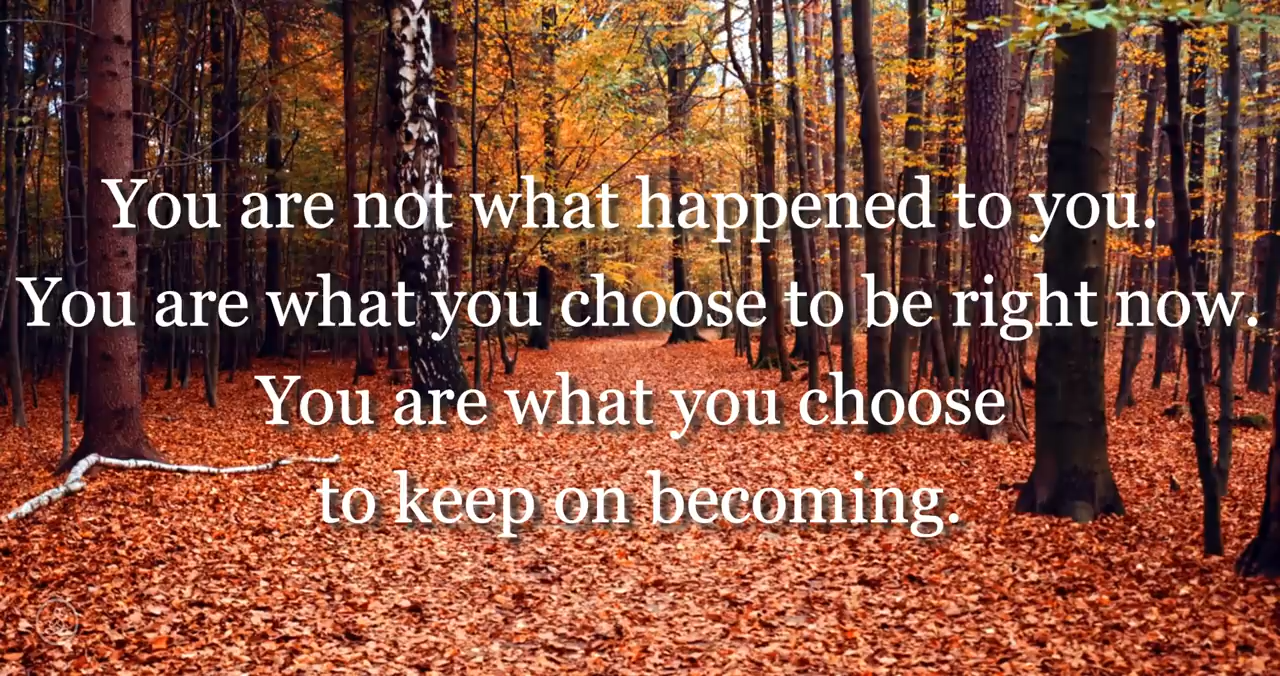 You are not what happened to you.
You are what you choose to be right now.
You are what you choose
to keep on becoming.